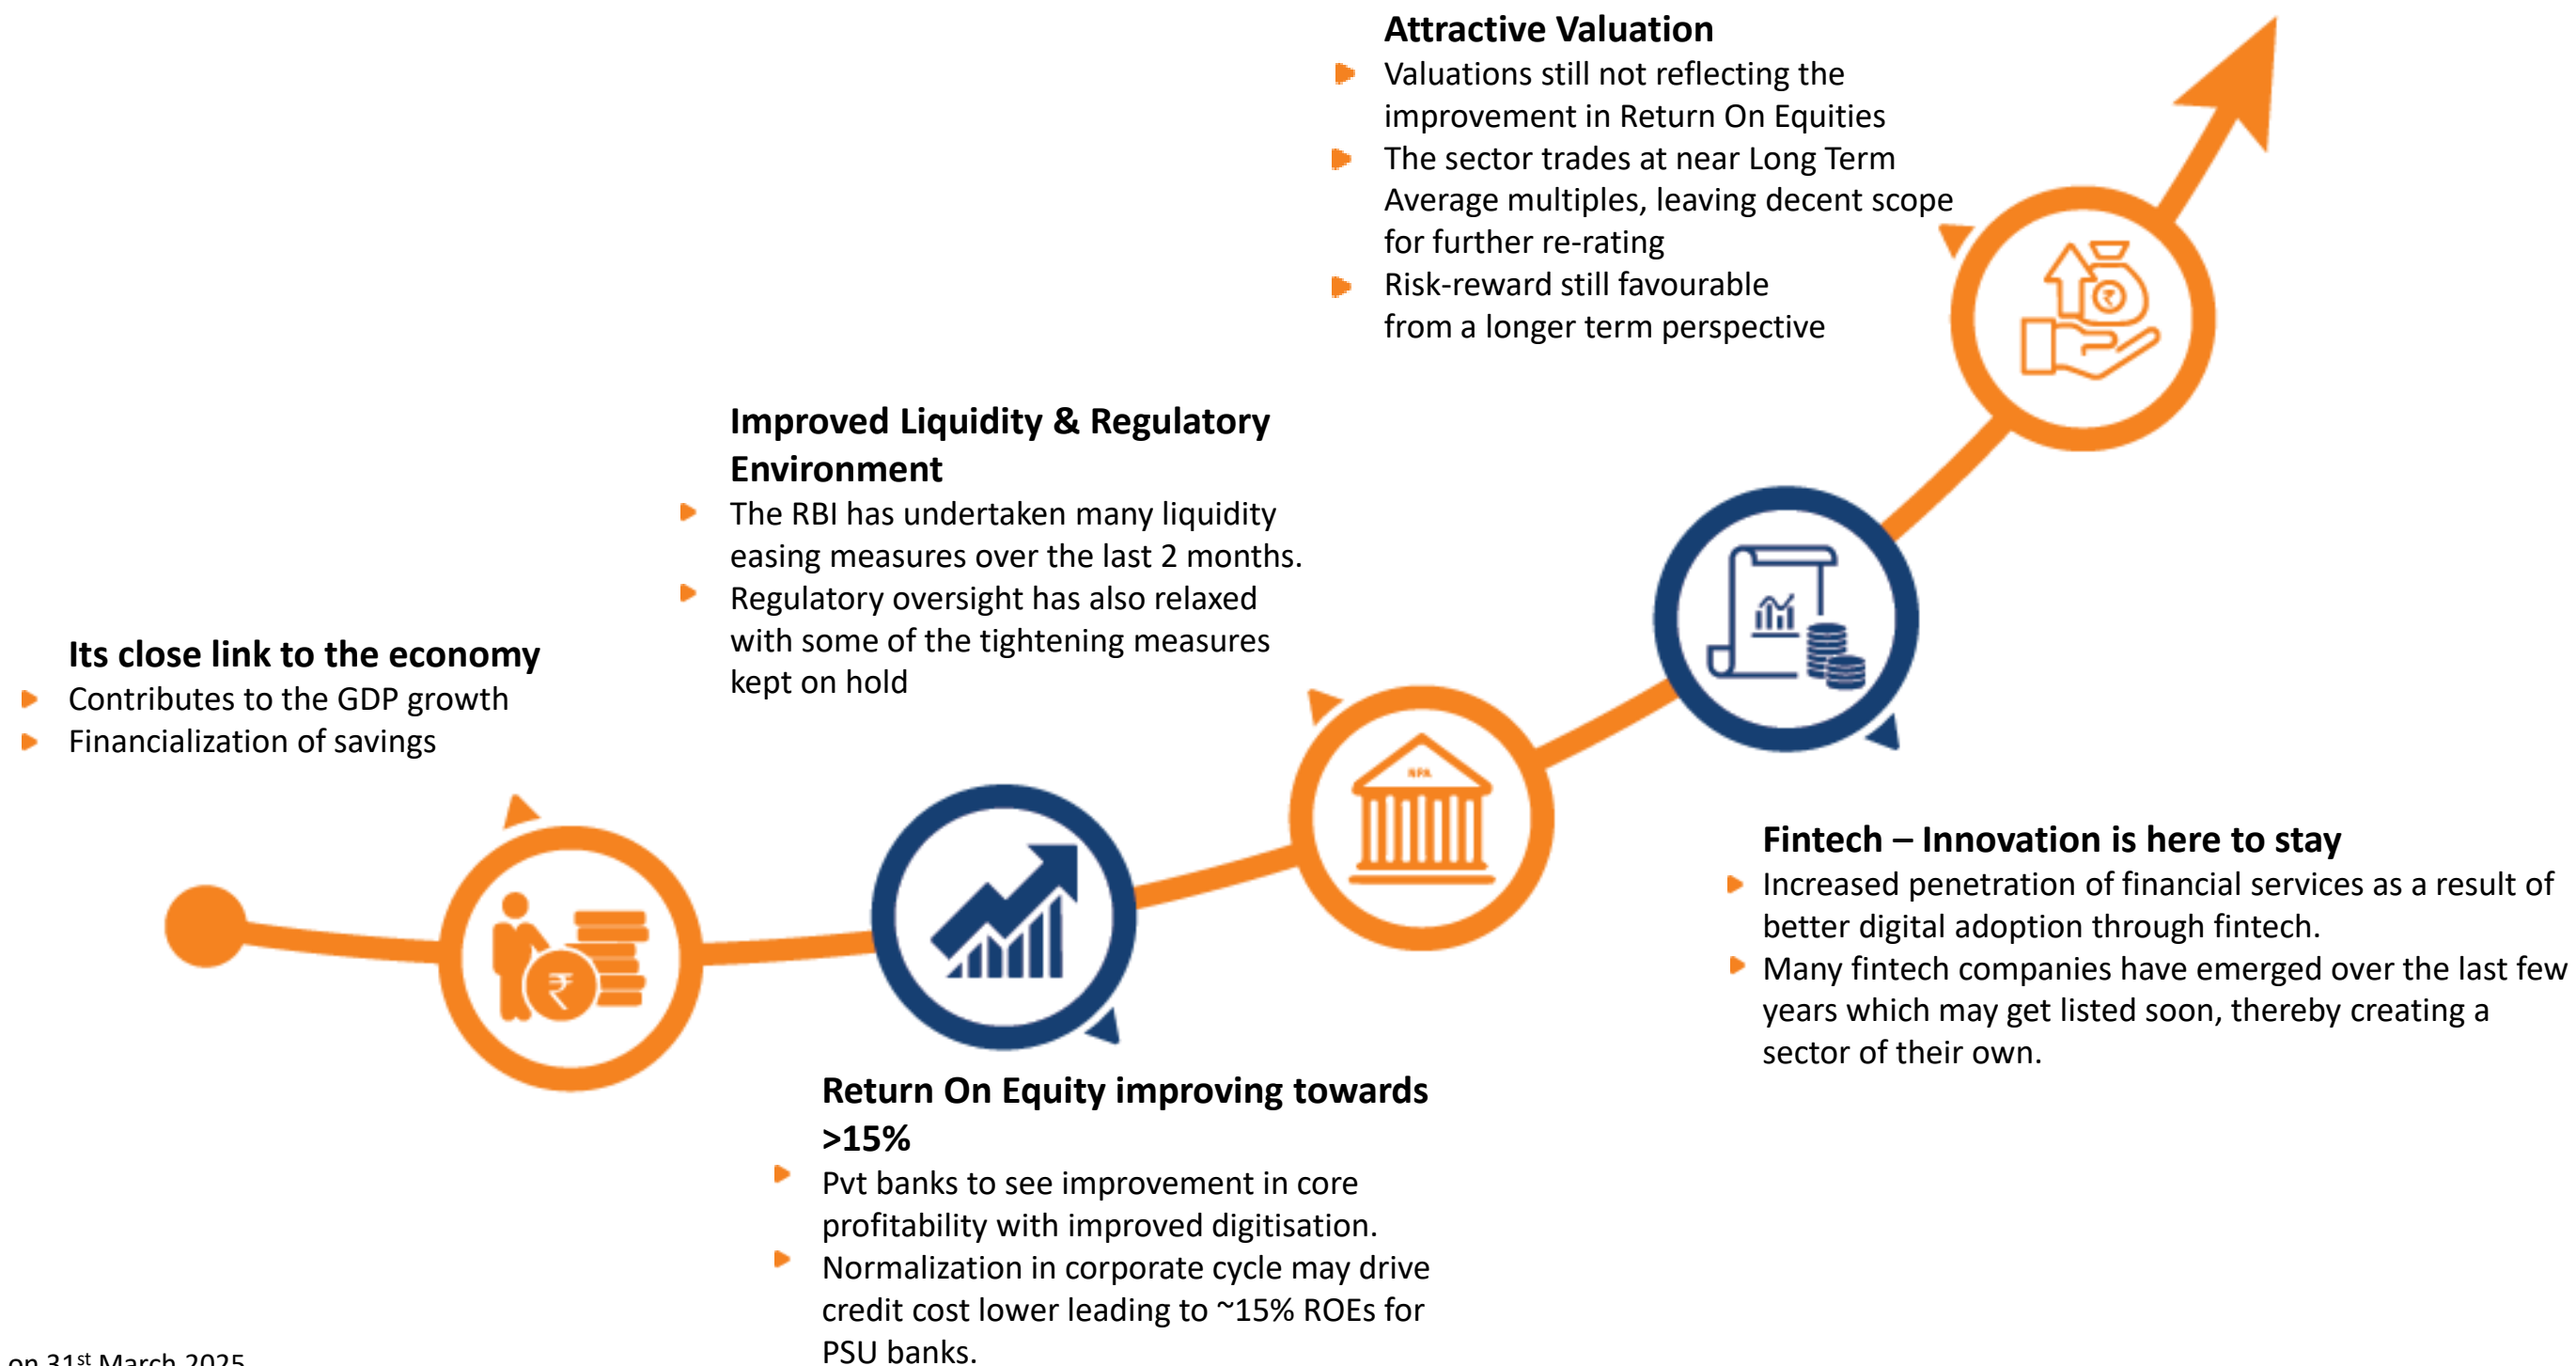 Attractive Valuation
Valuations still not reflecting the
improvement in Return On Equities
The sector trades at near Long Term
Average multiples, leaving decent scope
for further re-rating
Risk-reward still favourable
from a longer term perspective
Improved Liquidity & Regulatory
Environment
The RBI has undertaken many liquidity
easing measures over the last 2 months.
Regulatory oversight has also relaxed
with some of the tightening measures
kept on hold
Its close link to the economy
Contributes to the GDP growth
Financialization of savings
₹
₹
NPA
Fintech – Innovation is here to stay
Increased penetration of financial services as a result of
better digital adoption through fintech.
Many fintech companies have emerged over the last few
years which may get listed soon, thereby creating a
sector of their own.
Return On Equity improving towards
>15%
Pvt banks to see improvement in core
profitability with improved digitisation.
Normalization in corporate cycle may drive
credit cost lower leading to ~15% ROEs for
PSU banks.
on 31st March 2025